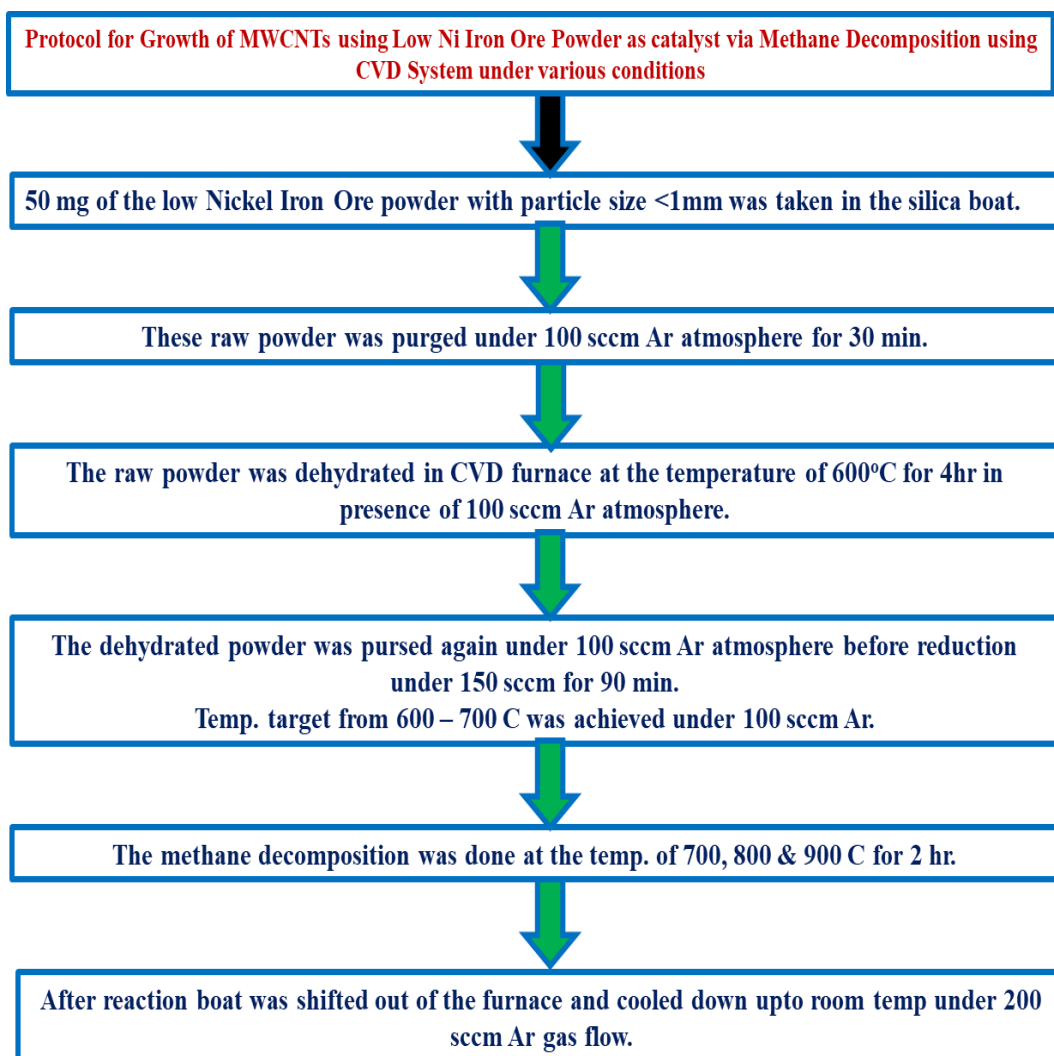 Protocol for Growth of MWCNTs using Low Ni Iron Ore Powder as catalyst via Methane Decomposition using
CVD System under various conditions
50 mg of the low Nickel Iron Ore powder with particle size <1mm was taken in the silica boat.
These raw powder was purged under 100 sccm Ar atmosphere for 30 min.
The raw powder was dehydrated in CVD furnace at the temperature of 600°C for 4hr in
presence of 100 sccm Ar atmosphere.
The dehydrated powder was pursed again under 100 sccm Ar atmosphere before reduction
under 150 sccm for 90 min.
Temp. target from 600 – 700 C was achieved under 100 sccm Ar.
The methane decomposition was done at the temp. of 700, 800 & 900 C for 2 hr.
After reaction boat was shifted out of the furnace and cooled down upto room temp under 200
sccm Ar gas flow.